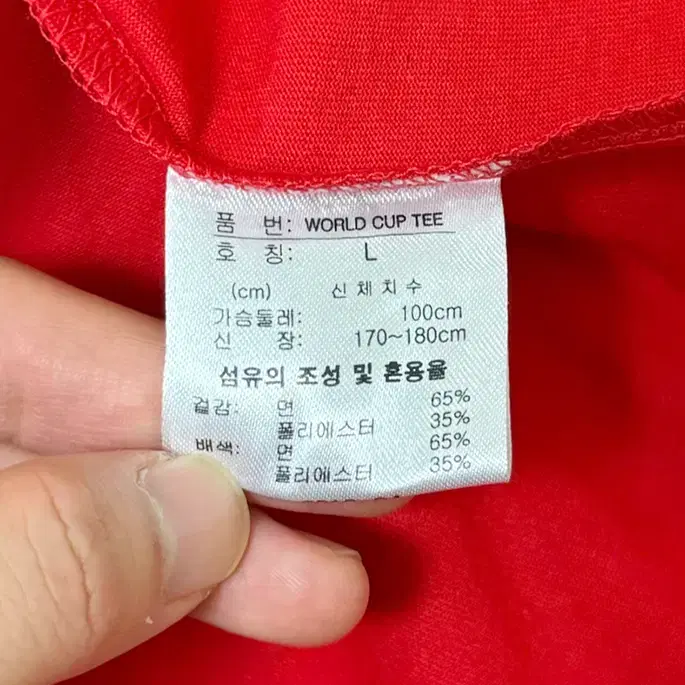 품 번: WORLD CUP TEE
호 칭: L
(cm) 신체치수
가슴둘레: 100cm
신 장: 170~180cm
섬유의 조성 및 혼용율
겉감: 면 65%
폴리에스터 35%
배색: 면 65%
폴리에스터 35%